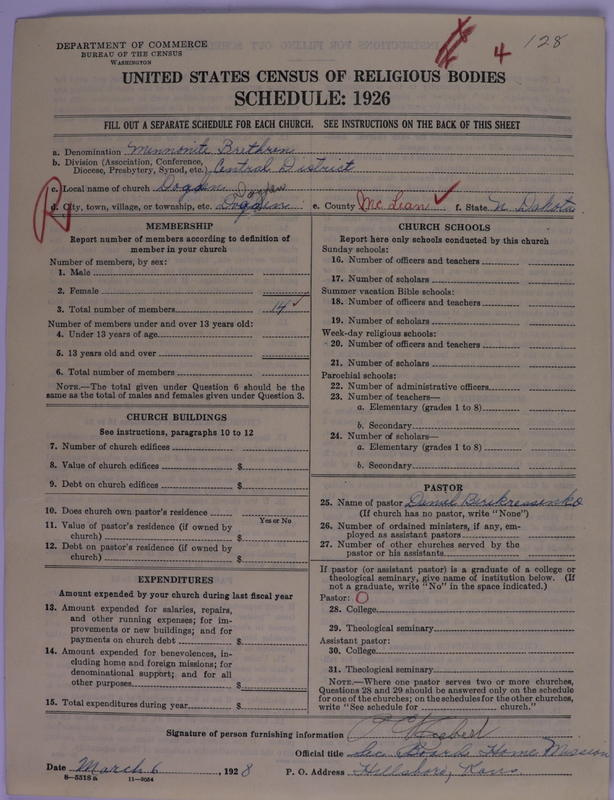 128
4
DEPARTMENT OF COMMERCE
BUREAU OF THE CENSUS
WASHINGTON
UNITED STATES CENSUS OF RELIGIOUS BODIES
SCHEDULE: 1926
FILL OUT A SEPARATE SCHEDULE FOR EACH CHURCH. SEE INSTRUCTIONS ON THE BACK OF THIS SHEET
a. Denomination Mennonite Brethren
b. Division (Association, Conference,
Diocese, Presbytery, Synod, etc.) Central District
c. Local name of church Dogden
d. City, town, village, or township, etc. Dogden e. County Mc Lean ✓ f. State N. Dakota
MEMBERSHIP
Report number of members according to definition of
member in your church
Number of members, by sex:
1. Male
2. Female
3. Total number of members 14 ✓
Number of members under and over 13 years old:
4. Under 13 years of age
5. 13 years old and over
6. Total number of members
NOTE.—The total given under Question 6 should be the
same as the total of males and females given under Question 3.
CHURCH BUILDINGS
See instructions, paragraphs 10 to 12
7. Number of church edifices
8. Value of church edifices $
9. Debt on church edifices $
10. Does church own pastor's residence
Yes or No
11. Value of pastor's residence (if owned by
church) $
12. Debt on pastor's residence (if owned by
church) $
EXPENDITURES
Amount expended by your church during last fiscal year
13. Amount expended for salaries, repairs,
and other running expenses; for im-
provements or new buildings; and for
payments on church debt $
14. Amount expended for benevolences, in-
cluding home and foreign missions; for
denominational support; and for all
other purposes $
15. Total expenditures during year $
CHURCH SCHOOLS
Report here only schools conducted by this church
Sunday schools:
16. Number of officers and teachers
17. Number of scholars
Summer vacation Bible schools:
18. Number of officers and teachers
19. Number of scholars
Week-day religious schools:
20. Number of officers and teachers
21. Number of scholars
Parochial schools:
22. Number of administrative officers
23. Number of teachers—
a. Elementary (grades 1 to 8)
b. Secondary
24. Number of scholars—
a. Elementary (grades 1 to 8)
b. Secondary
PASTOR
25. Name of pastor Daniel
(If church has no pastor, write "None")
26. Number of ordained ministers, if any, em-
ployed as assistant pastors
27. Number of other churches served by the
pastor or his assistants
If pastor (or assistant pastor) is a graduate of a college or
theological seminary, give name of institution below. (If
not a graduate, write "No" in the space indicated.)
Pastor: O
28. College
29. Theological seminary
Assistant pastor:
30. College
31. Theological seminary
NOTE.—Where one pastor serves two or more churches,
Questions 28 and 29 should be answered only on the schedule
for one of the churches; on the schedules for the other churches,
write "See schedule for church."
Signature of person furnishing information
Official title Sec. Board Home Mission
Date March 6, 1928 P. O. Address Hillsboro, Kans.
8—5518 a 11—9054